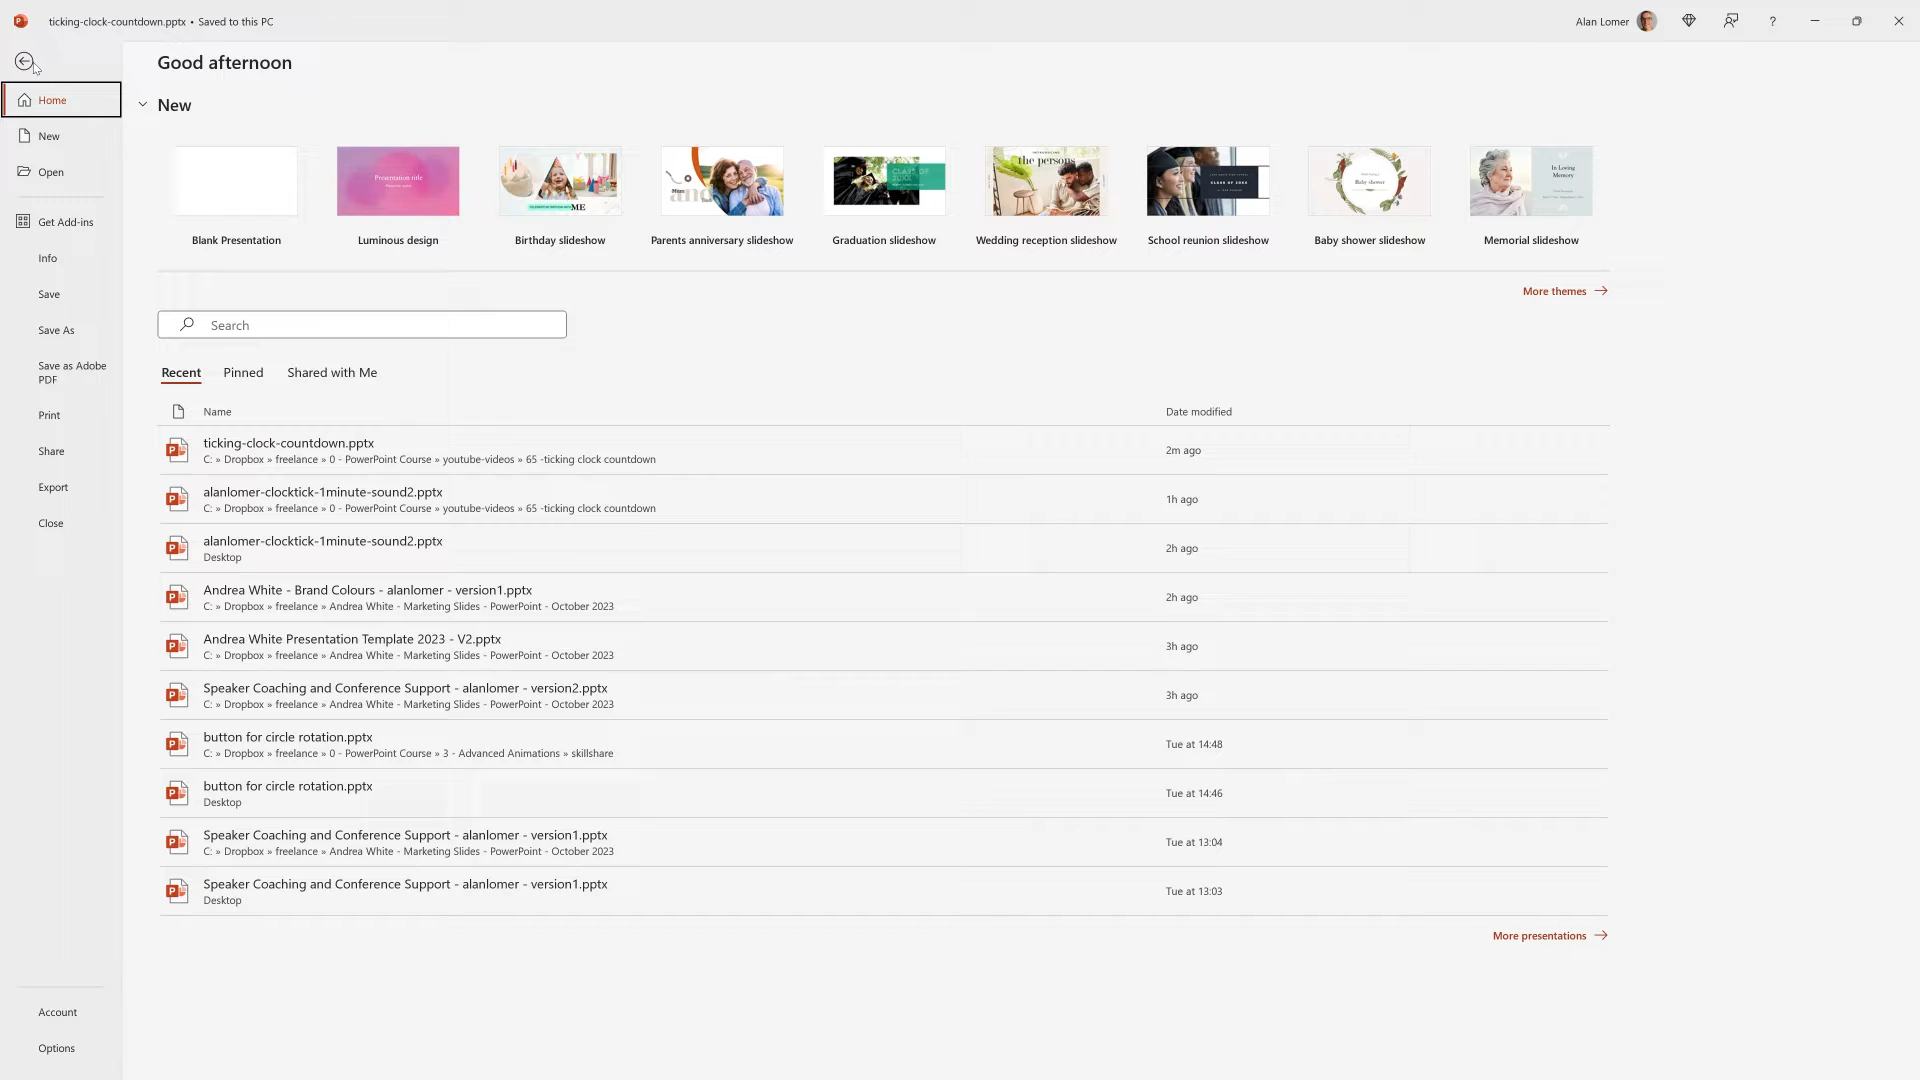 ticking-clock-countdown.pptx • Saved to this PC
Alan Lomer
?
Good afternoon
Home
New
New
Open
Get Add-ins
Info
Save
Save As
Save as Adobe
PDF
Print
Share
Export
Close
Account
Options
Presentation title
ME
Mum
and
CLASS OF
20XX
the persons
CLASS OF 20XX
Baby shower
In Loving
Memory
Blank Presentation
Luminous design
Birthday slideshow
Parents anniversary slideshow
Graduation slideshow
Wedding reception slideshow
School reunion slideshow
Baby shower slideshow
Memorial slideshow
More themes
Search
Recent
Pinned
Shared with Me
Name
Date modified
ticking-clock-countdown.pptx
C: » Dropbox » freelance » 0 - PowerPoint Course » youtube-videos » 65 -ticking clock countdown
2m ago
alanlomer-clocktick-1minute-sound2.pptx
C: » Dropbox » freelance » 0 - PowerPoint Course » youtube-videos » 65 -ticking clock countdown
1h ago
alanlomer-clocktick-1minute-sound2.pptx
Desktop
2h ago
Andrea White - Brand Colours - alanlomer - version1.pptx
C: » Dropbox » freelance » Andrea White - Marketing Slides - PowerPoint - October 2023
2h ago
Andrea White Presentation Template 2023 - V2.pptx
C: » Dropbox » freelance » Andrea White - Marketing Slides - PowerPoint - October 2023
3h ago
Speaker Coaching and Conference Support - alanlomer - version2.pptx
C: » Dropbox » freelance » Andrea White - Marketing Slides - PowerPoint - October 2023
3h ago
button for circle rotation.pptx
C: » Dropbox » freelance » 0 - PowerPoint Course » 3 - Advanced Animations » skillshare
Tue at 14:48
button for circle rotation.pptx
Desktop
Tue at 14:46
Speaker Coaching and Conference Support - alanlomer - version1.pptx
C: » Dropbox » freelance » Andrea White - Marketing Slides - PowerPoint - October 2023
Tue at 13:04
Speaker Coaching and Conference Support - alanlomer - version1.pptx
Desktop
Tue at 13:03
More presentations